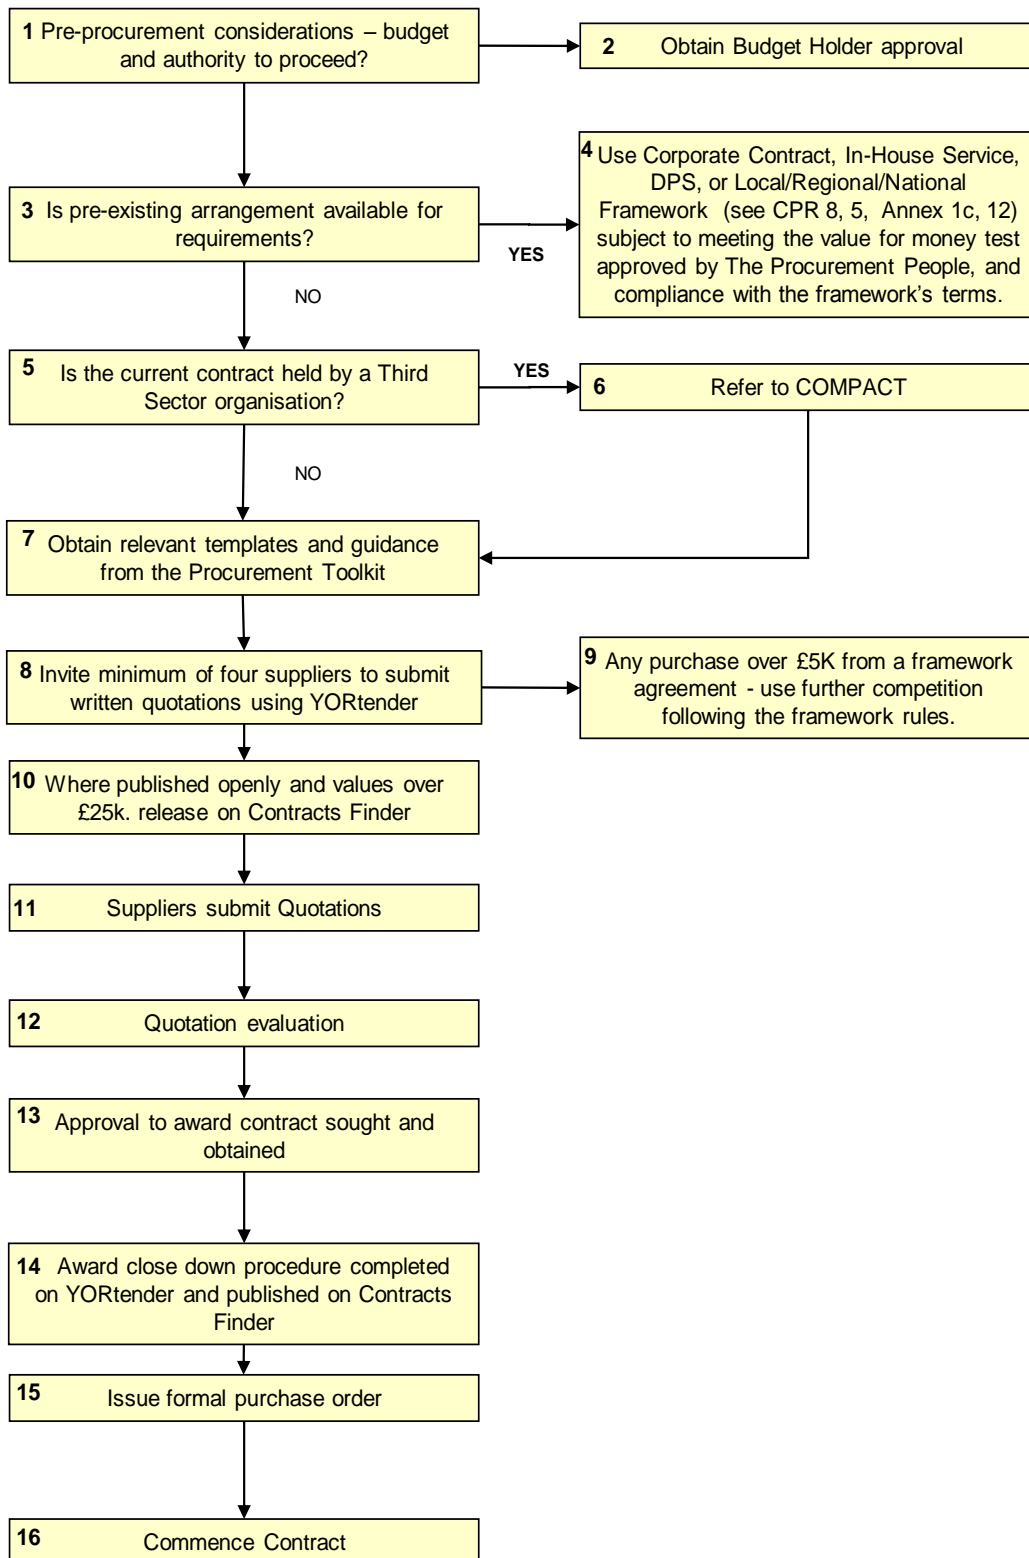 1 Pre-procurement considerations – budget
and authority to proceed?
2 Obtain Budget Holder approval
3 Is pre-existing arrangement available for
requirements?
YES
4 Use Corporate Contract, In-House Service,
DPS, or Local/Regional/National
Framework (see CPR 8, 5, Annex 1c, 12)
subject to meeting the value for money test
approved by The Procurement People, and
compliance with the framework's terms.
NO
5 Is the current contract held by a Third
Sector organisation?
YES
6 Refer to COMPACT
NO
7 Obtain relevant templates and guidance
from the Procurement Toolkit
8 Invite minimum of four suppliers to submit
written quotations using YORtender
9 Any purchase over £5K from a framework
agreement - use further competition
following the framework rules.
10 Where published openly and values over
£25k. release on Contracts Finder
11 Suppliers submit Quotations
12 Quotation evaluation
13 Approval to award contract sought and
obtained
14 Award close down procedure completed
on YORtender and published on Contracts
Finder
15 Issue formal purchase order
16 Commence Contract